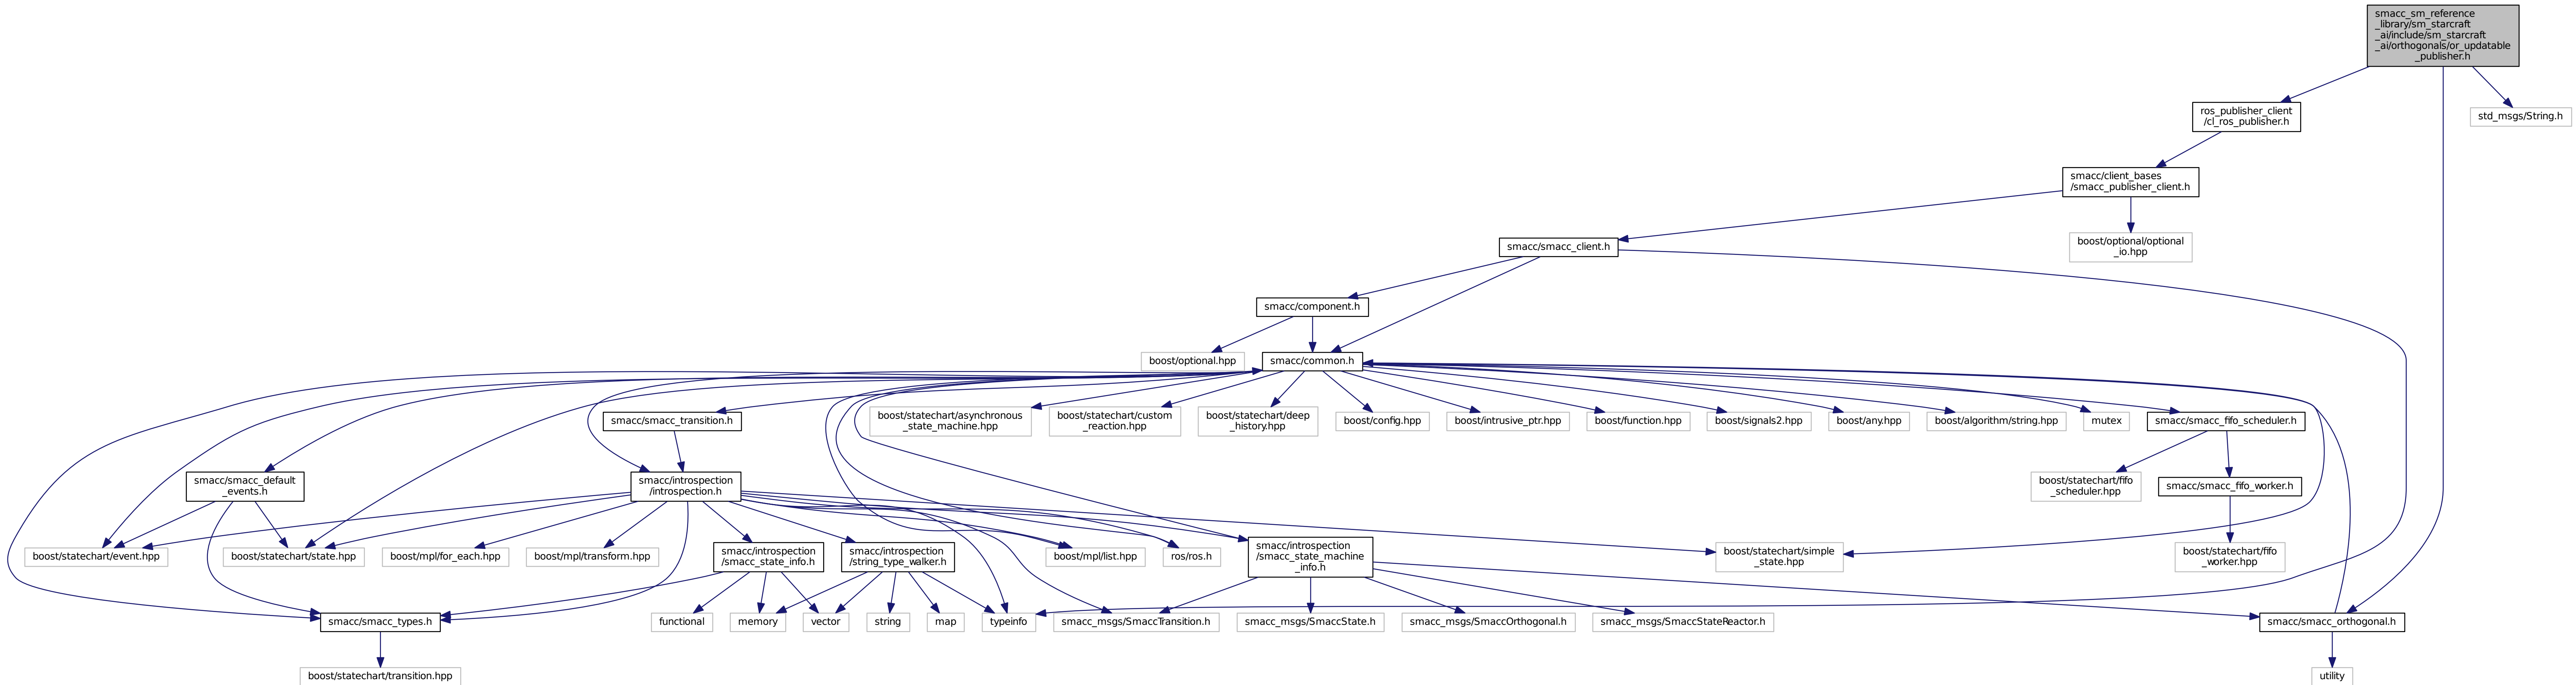 smacc_sm_reference
_library/sm_starcraft
_ai/include/sm_starcraft
_ai/orthogonals/or_updatable
_publisher.h
ros_publisher_client
/cl_ros_publisher.h
std_msgs/String.h
smacc/client_bases
/smacc_publisher_client.h
smacc/smacc_client.h
boost/optional/optional
_io.hpp
smacc/component.h
boost/optional.hpp
smacc/common.h
smacc/smacc_transition.h
boost/statechart/asynchronous
_state_machine.hpp
boost/statechart/custom
_reaction.hpp
boost/statechart/deep
_history.hpp
boost/config.hpp
boost/intrusive_ptr.hpp
boost/function.hpp
boost/signals2.hpp
boost/any.hpp
boost/algorithm/string.hpp
mutex
smacc/smacc_fifo_scheduler.h
smacc/smacc_default
_events.h
smacc/introspection
/introspection.h
boost/statechart/fifo
_scheduler.hpp
smacc/smacc_fifo_worker.h
boost/statechart/event.hpp
boost/statechart/state.hpp
boost/mpl/for_each.hpp
boost/mpl/transform.hpp
smacc/introspection
/smacc_state_info.h
smacc/introspection
/string_type_walker.h
boost/mpl/list.hpp
ros/ros.h
smacc/introspection
/smacc_state_machine
_info.h
boost/statechart/simple
_state.hpp
boost/statechart/fifo
_worker.hpp
smacc/smacc_types.h
functional
memory
vector
string
map
typeinfo
smacc_msgs/SmaccTransition.h
smacc_msgs/SmaccState.h
smacc_msgs/SmaccOrthogonal.h
smacc_msgs/SmaccStateReactor.h
smacc/smacc_orthogonal.h
boost/statechart/transition.hpp
utility